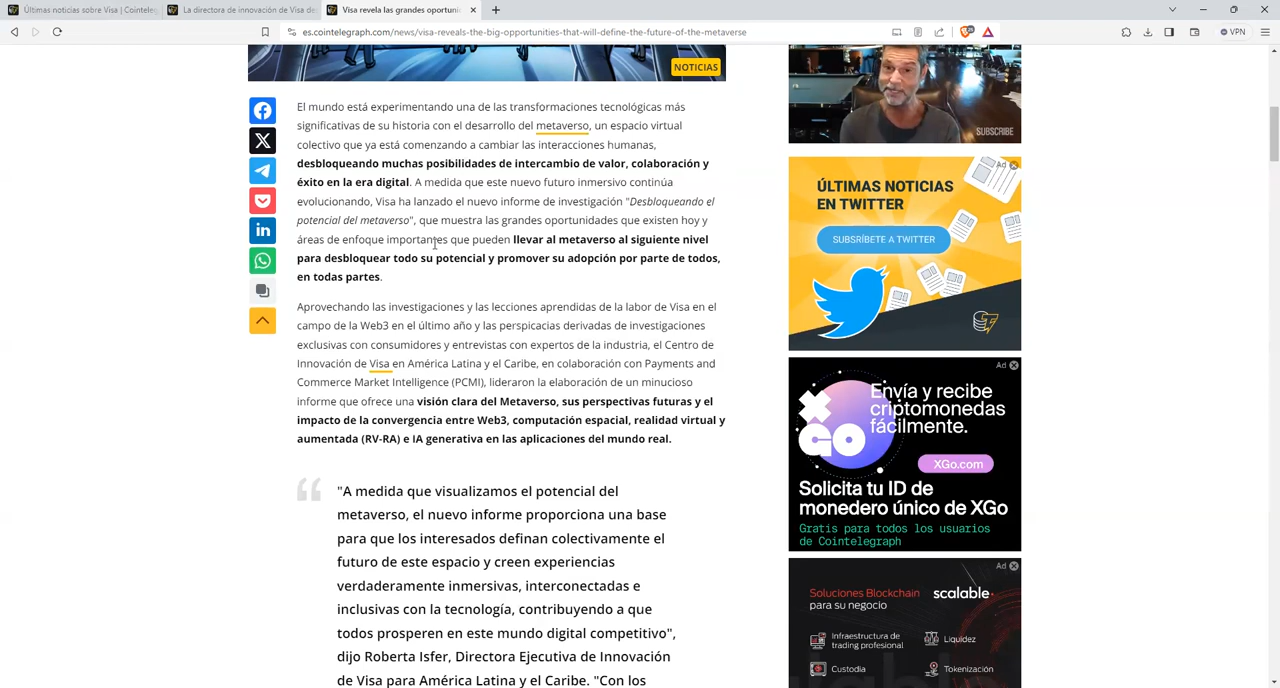 Últimas noticias sobre Visa | Cointeleg
La directora de innovación de Visa de
Visa revela las grandes oportuni
es.cointelegraph.com/news/visa-reveals-the-big-opportunities-that-will-define-the-future-of-the-metaverse
VPN
NOTICIAS
El mundo está experimentando una de las transformaciones tecnológicas más
significativas de su historia con el desarrollo del metaverso, un espacio virtual
colectivo que ya está comenzando a cambiar las interacciones humanas,
desbloqueando muchas posibilidades de intercambio de valor, colaboración y
éxito en la era digital. A medida que este nuevo futuro inmersivo continúa
evolucionando, Visa ha lanzado el nuevo informe de investigación "Desbloqueando el
potencial del metaverso", que muestra las grandes oportunidades que existen hoy y
áreas de enfoque importantes que pueden llevar al metaverso al siguiente nivel
para desbloquear todo su potencial y promover su adopción por parte de todos,
en todas partes.
Aprovechando las investigaciones y las lecciones aprendidas de la labor de Visa en el
campo de la Web3 en el último año y las perspicacias derivadas de investigaciones
exclusivas con consumidores y entrevistas con expertos de la industria, el Centro de
Innovación de Visa en América Latina y el Caribe, en colaboración con Payments and
Commerce Market Intelligence (PCMI), lideraron la elaboración de un minucioso
informe que ofrece una visión clara del Metaverso, sus perspectivas futuras y el
impacto de la convergencia entre Web3, computación espacial, realidad virtual y
aumentada (RV-RA) e IA generativa en las aplicaciones del mundo real.
"A medida que visualizamos el potencial del
metaverso, el nuevo informe proporciona una base
para que los interesados definan colectivamente el
futuro de este espacio y creen experiencias
verdaderamente inmersivas, interconectadas e
inclusivas con la tecnología, contribuyendo a que
todos prosperen en este mundo digital competitivo",
dijo Roberta Isfer, Directora Ejecutiva de Innovación
de Visa para América Latina y el Caribe. "Con los
SUBSCRIBE
Ad
ÚLTIMAS NOTICIAS
EN TWITTER
SUBSRÍBETE A TWITTER
Ad
Envía y recibe
criptomonedas
fácilmente.
XGO
XGo.com
Solicita tu ID de
monedero único de XGo
Gratis para todos los usuarios
de Cointelegraph
Ad
Soluciones Blockchain
para su negocio
scalable
Infraestructura de
trading profesional
Liquidez
Custodia
Tokenización